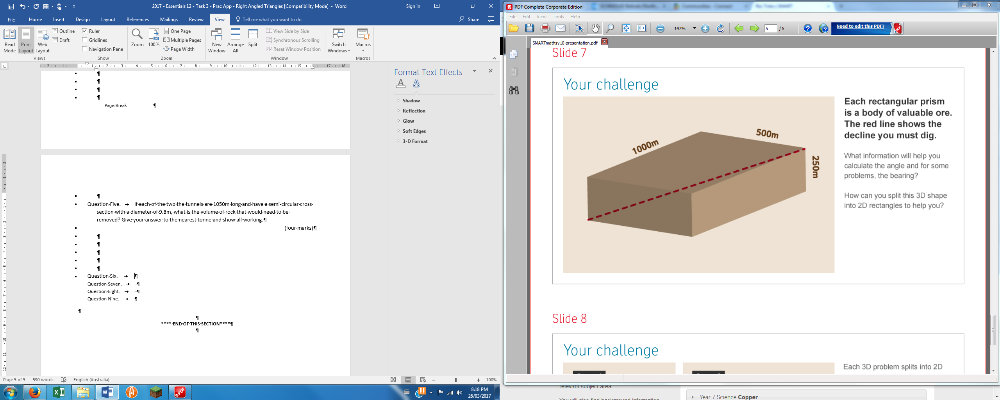 2017 - Essentials 12 - Task 3 - Prac App - Right Angled Triangles [Compatibility Mode] - Word
Sign in
File Home Insert Design Layout References Mailings Review View Tell me what you want to do Share
Read Mode
Print Layout
Web Layout
Outline
Draft
Views
Ruler
Gridlines
Navigation Pane
Show
Zoom
100%
One Page
Multiple Pages
Page Width
Zoom
New Window
Arrange All
Split
View Side by Side
Synchronous Scrolling
Reset Window Position
Window
Switch Windows
Macros
Macros
Page Break
Question Five. If each of the two the tunnels are 1050m long and have a semi-circular cross
section with a diameter of 9.8m, what is the volume of rock that would need to be
removed? Give your answer to the nearest tonne and show all working.
(four marks)
Question Six.
Question Seven.
Question Eight.
Question Nine.
**** END OF THIS SECTION****
Format Text Effects
Shadow
Reflection
Glow
Soft Edges
3-D Format
Page 5 of 5 590 words English (Australia) 100%
8:18 PM
26/03/2017
PDF Complete Corporate Edition
File Edit View Tools Help
147% 5 / 5 Need to edit this PDF?
SMARTmathsy10-presentation.pdf
Slide 7
Your challenge
1000m
500m
250m
Each rectangular prism
is a body of valuable ore.
The red line shows the
decline you must dig.
What information will help you
calculate the angle and for some
problems, the bearing?
How can you split this 3D shape
into 2D rectangles to help you?
Slide 8
Your challenge
Each 3D problem splits into 2D
relevant subject area.
You will also find background information
Year 7 Science Copper